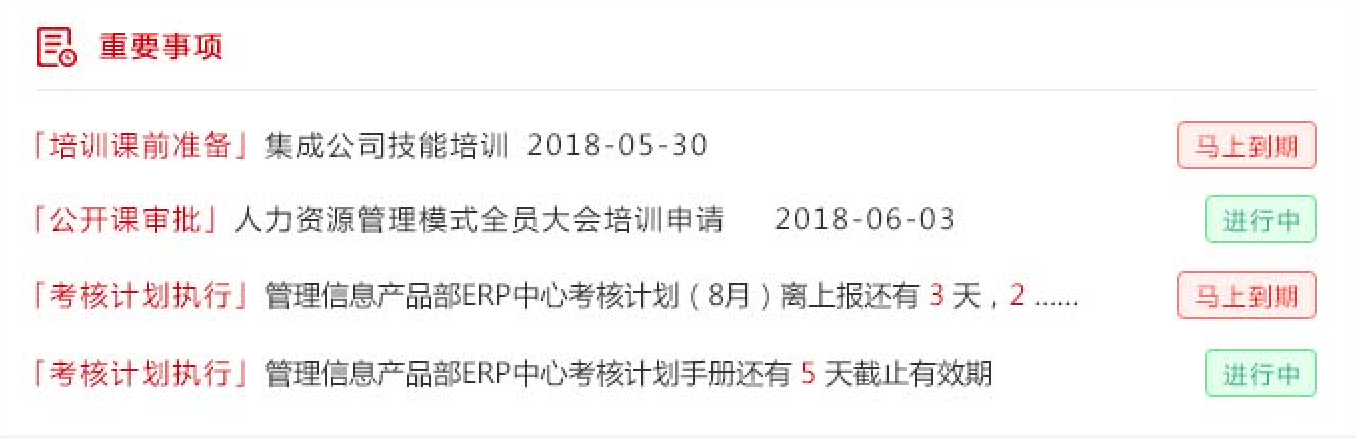 重要事项
「培训课前准备」集成公司技能培训 2018-05-30 马上到期
「公开课审批」人力资源管理模式全员大会培训申请 2018-06-03 进行中
「考核计划执行」管理信息产品部ERP中心考核计划（8月）离上报还有 3 天，2 …… 马上到期
「考核计划执行」管理信息产品部ERP中心考核计划手册还有 5 天截止有效期 进行中